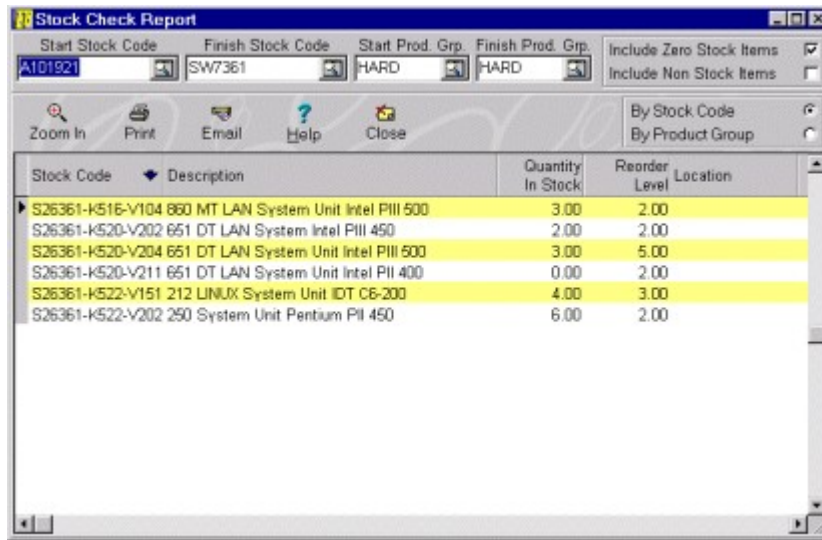 Stock Check Report
Start Stock Code Finish Stock Code Start Prod. Grp. Finish Prod. Grp.
A101921 SW7361 HARD HARD
Include Zero Stock Items
Include Non Stock Items
Zoom In Print Email Help Close
By Stock Code
By Product Group
Stock Code Description Quantity In Stock Reorder Level Location
S26361-K516-V104 860 MT LAN System Unit Intel PIII 500 3.00 2.00
S26361-K520-V202 651 DT LAN System Intel PIII 450 2.00 2.00
S26361-K520-V204 651 DT LAN System Unit Intel PIII 500 3.00 5.00
S26361-K520-V211 651 DT LAN System Unit Intel PII 400 0.00 2.00
S26361-K522-V151 212 LINUX System Unit IDT C6-200 4.00 3.00
S26361-K522-V202 250 System Unit Pentium PII 450 6.00 2.00